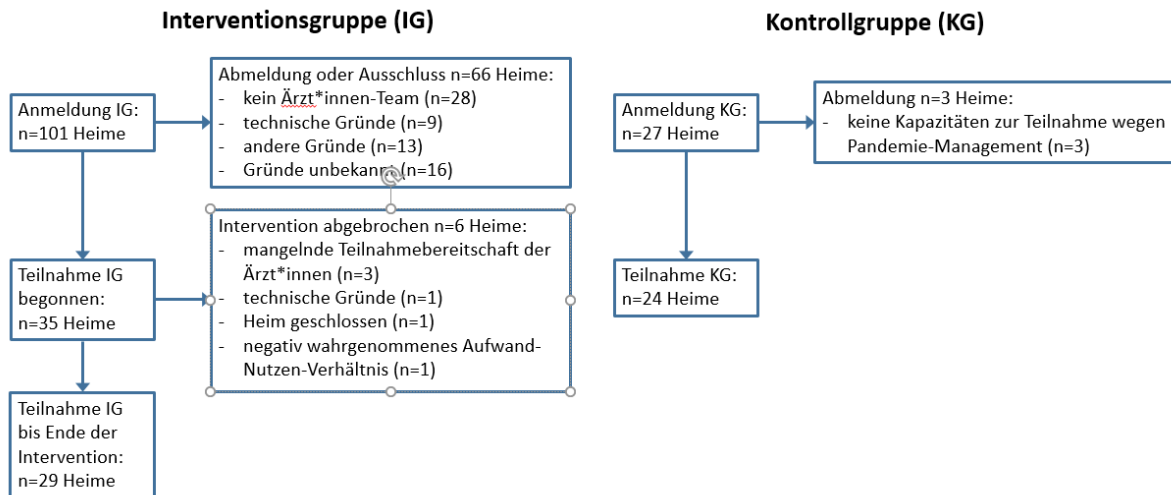 Interventionsgruppe (IG)
Kontrollgruppe (KG)
Anmeldung IG:
n=101 Heime
Abmeldung oder Ausschluss n=66 Heime:
- kein Ärzt*innen-Team (n=28)
- technische Gründe (n=9)
- andere Gründe (n=13)
- Gründe unbekannt (n=16)
Teilnahme IG
begonnen:
n=35 Heime
Intervention abgebrochen n=6 Heime:
- mangelnde Teilnahmebereitschaft der
Ärzt*innen (n=3)
- technische Gründe (n=1)
- Heim geschlossen (n=1)
- negativ wahrgenommenes Aufwand-
Nutzen-Verhältnis (n=1)
Teilnahme IG
bis Ende der
Intervention:
n=29 Heime
Anmeldung KG:
n=27 Heime
Abmeldung n=3 Heime:
- keine Kapazitäten zur Teilnahme wegen
Pandemie-Management (n=3)
Teilnahme KG:
n=24 Heime